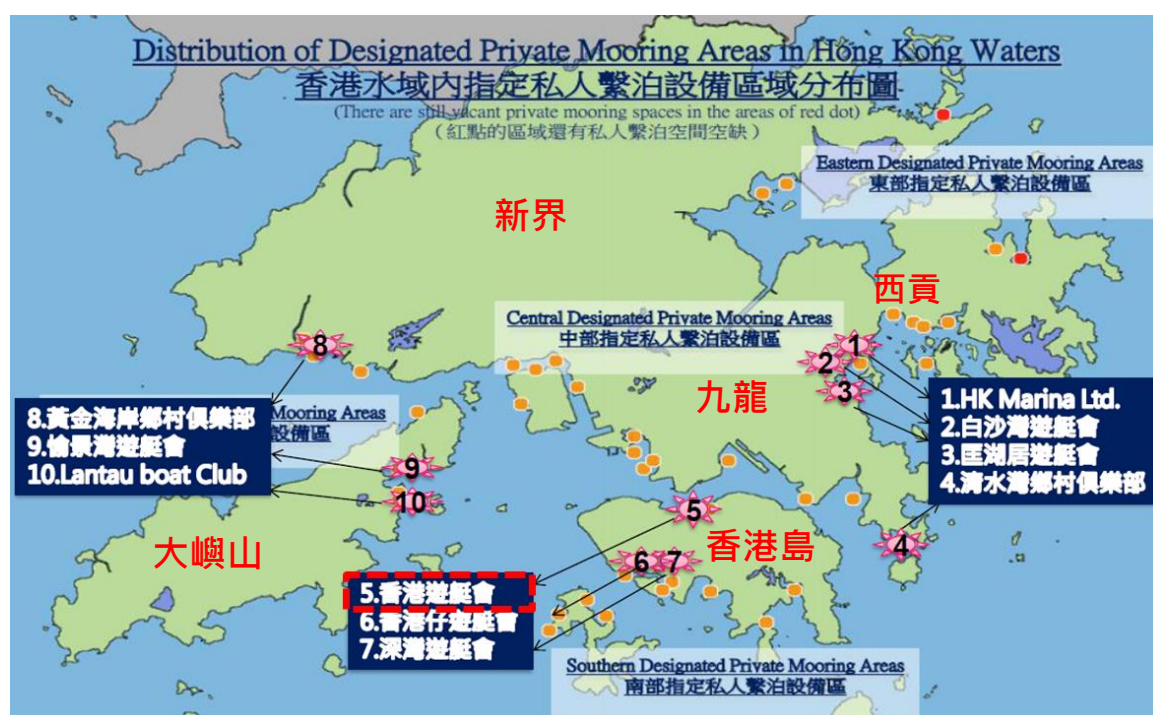 Distribution of Designated Private Mooring Areas in Hong Kong Waters
香港水域內指定私人繫泊設備區域分布圖
(There are still vacant private mooring spaces in the areas of red dot)
(紅點的區域還有私人繫泊空間空缺)
Eastern Designated Private Mooring Areas
東部指定私人繫泊設備區
新界
西貢
Central Designated Private Mooring Areas
中部指定私人繫泊設備區
8
1
2
3
九龍
1.HK Marina Ltd.
2.白沙灣遊艇會
3.匡湖居遊艇會
4.清水灣鄉村俱樂部
Mooring Areas
設備區
8.黃金海岸鄉村俱樂部
9.愉景灣遊艇會
10.Lantau boat Club
9
10
5
4
大嶼山
香港島
6
7
5.香港遊艇會
6.香港仔遊艇會
7.深灣遊艇會
Southern Designated Private Mooring Areas
南部指定私人繫泊設備區